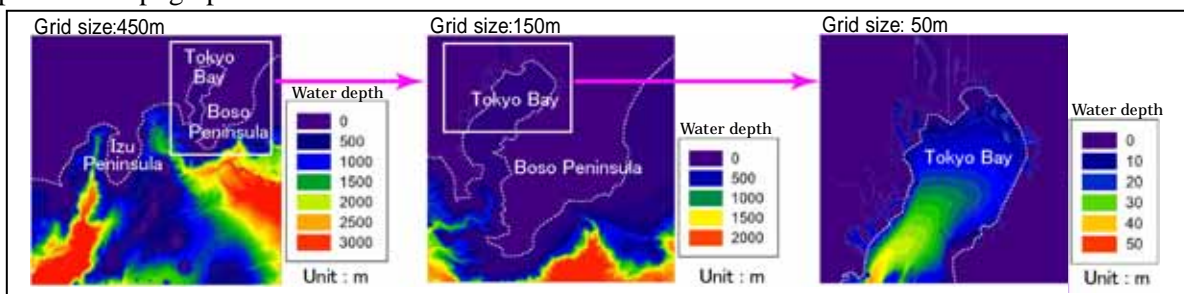 Grid size:450m
Tokyo
Bay
Boso
Peninsula
Izu
Peninsula
Water depth
0
500
1000
1500
2000
2500
3000
Unit : m
Grid size:150m
Tokyo Bay
Boso Peninsula
Water depth
0
500
1000
1500
2000
Unit : m
Grid size: 50m
Tokyo Bay
Water depth
0
10
20
30
40
50
Unit : m